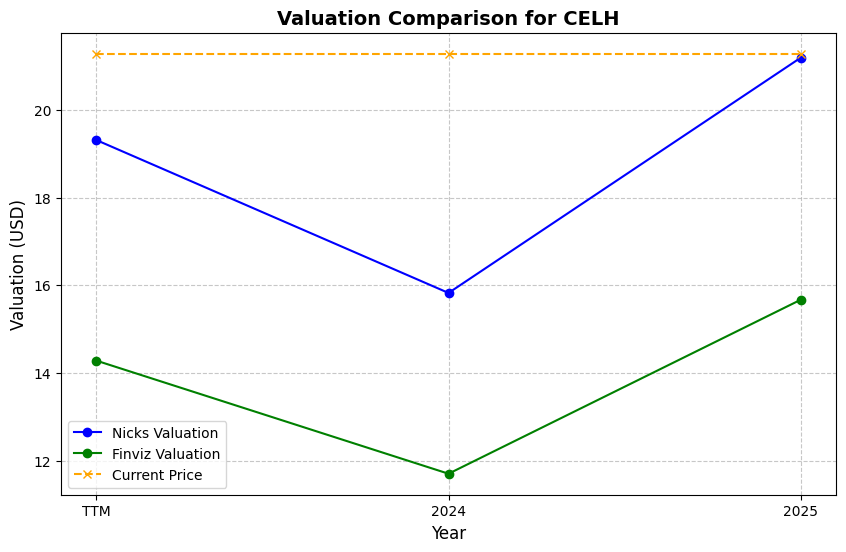 Valuation Comparison for CELH
Valuation (USD)
20
18
16
14
12
Nicks Valuation
Finviz Valuation
Current Price
TTM 2024 2025
Year